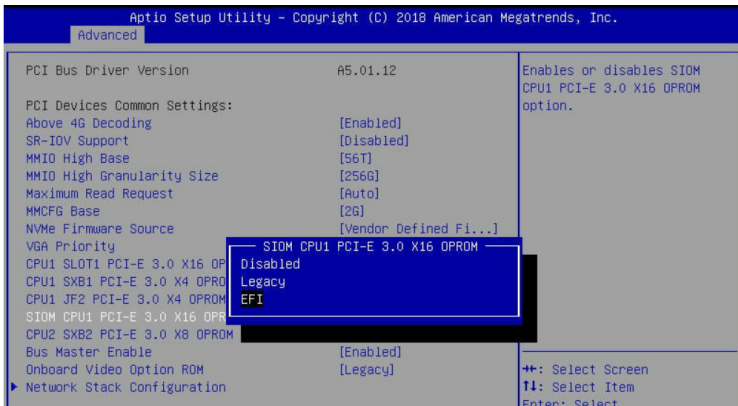 Aptio Setup Utility – Copyright (C) 2018 American Megatrends, Inc.
Advanced
PCI Bus Driver Version A5.01.12
PCI Devices Common Settings:
Above 4G Decoding [Enabled]
SR-IOV Support [Disabled]
MMIO High Base [56T]
MMIO High Granularity Size [256G]
Maximum Read Request [Auto]
MMCFG Base [2G]
NVMe Firmware Source [Vendor Defined Fi...]
VGA Priority
CPU1 SLOT1 PCI-E 3.0 X16 OP
CPU1 SXB1 PCI-E 3.0 X4 OPRO
CPU1 JF2 PCI-E 3.0 X4 OPROM
SIOM CPU1 PCI-E 3.0 X16 OPR
CPU2 SXB2 PCI-E 3.0 X8 OPROM
Bus Master Enable [Enabled]
Onboard Video Option ROM [Legacy]
Network Stack Configuration
SIOM CPU1 PCI-E 3.0 X16 OPROM
Disabled
Legacy
EFI
Enables or disables SIOM
CPU1 PCI-E 3.0 X16 OPROM
option.
→←: Select Screen
↑↓: Select Item
Enter: Select